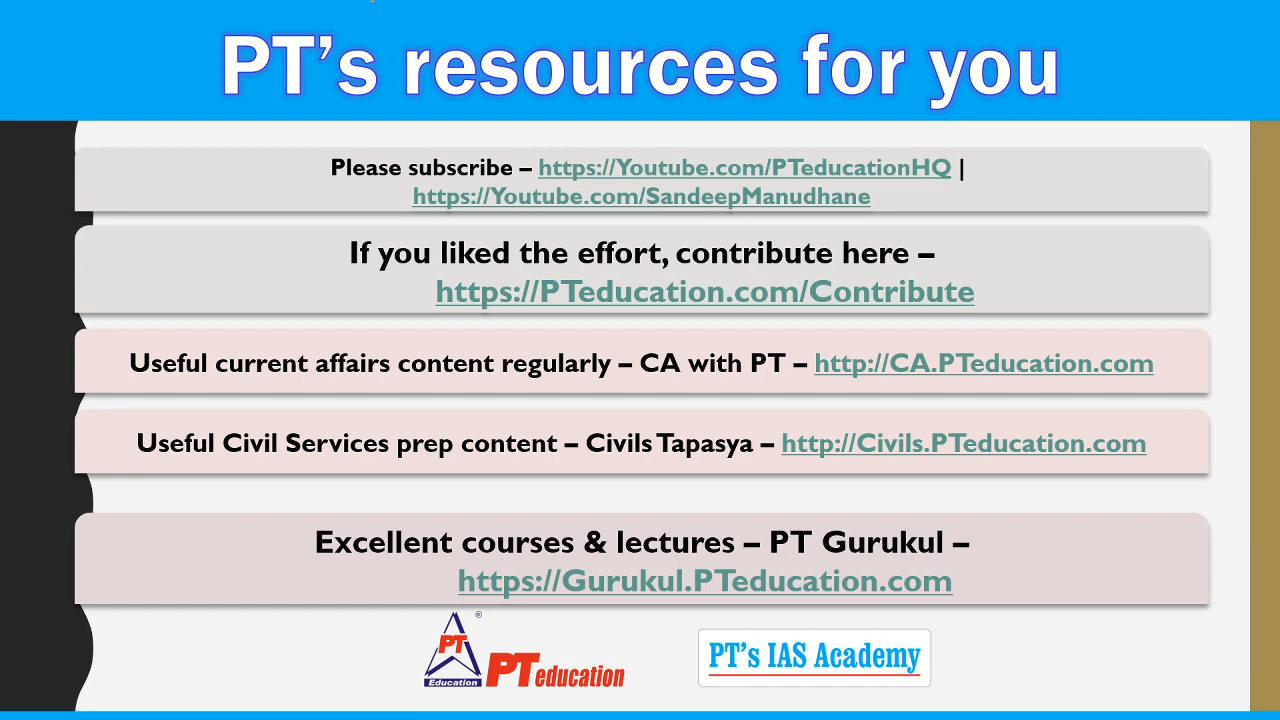 PT’s resources for you
Please subscribe – https://Youtube.com/PTeducationHQ |
https://Youtube.com/SandeepManudhane
If you liked the effort, contribute here –
https://PTeducation.com/Contribute
Useful current affairs content regularly – CA with PT – http://CA.PTeducation.com
Useful Civil Services prep content – Civils Tapasya – http://Civils.PTeducation.com
Excellent courses & lectures – PT Gurukul –
https://Gurukul.PTeducation.com
®
PT
Education
PT education
PT’s IAS Academy